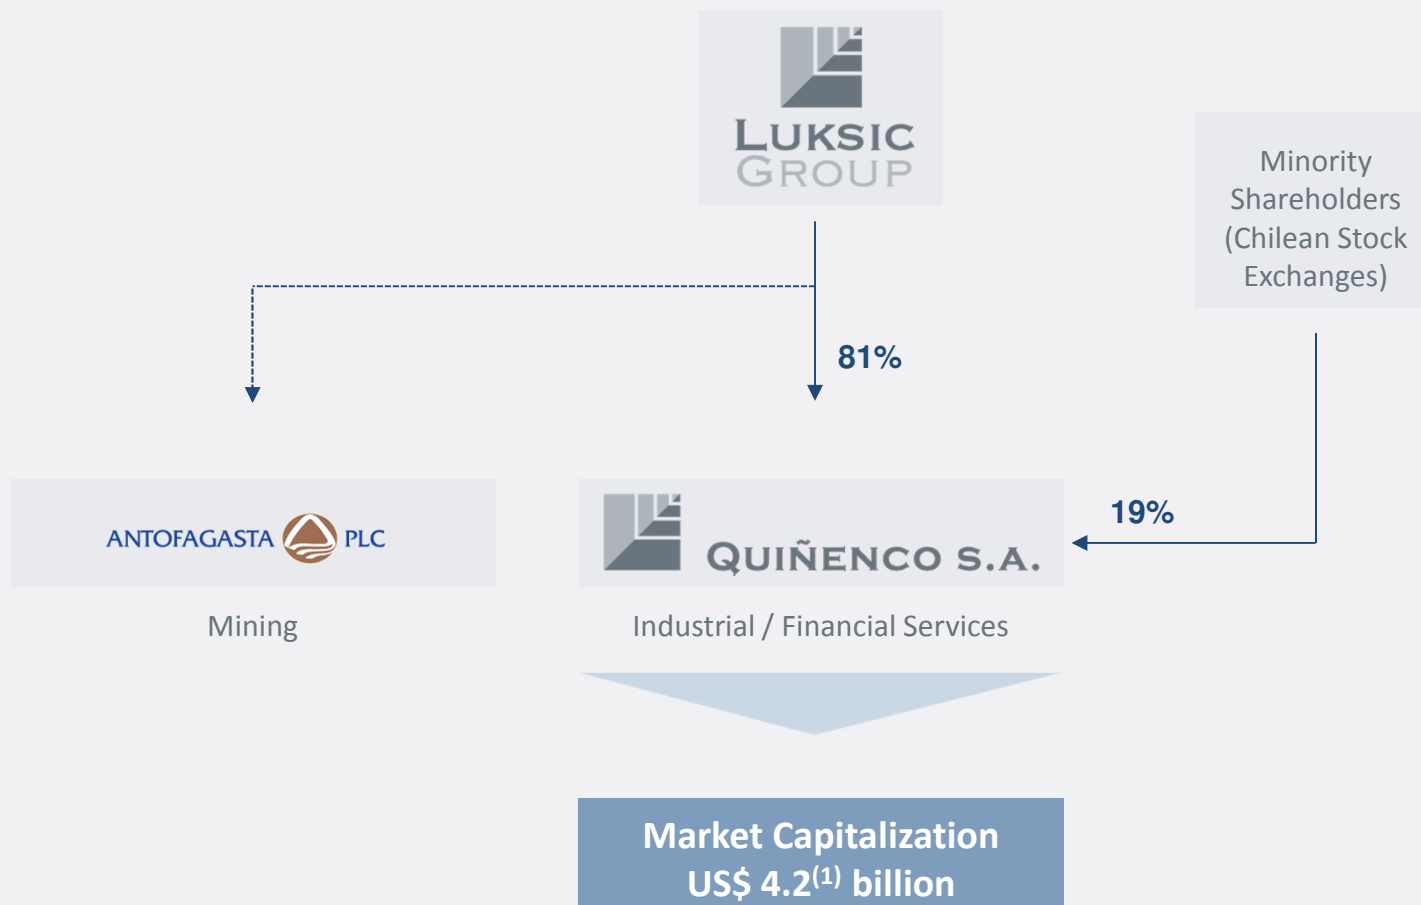 LUKSIC
GROUP
Minority
Shareholders
(Chilean Stock
Exchanges)
81%
19%
ANTOFAGASTA PLC
QUIÑENCO S.A.
Mining
Industrial / Financial Services
Market Capitalization
US$ 4.2(1) billion